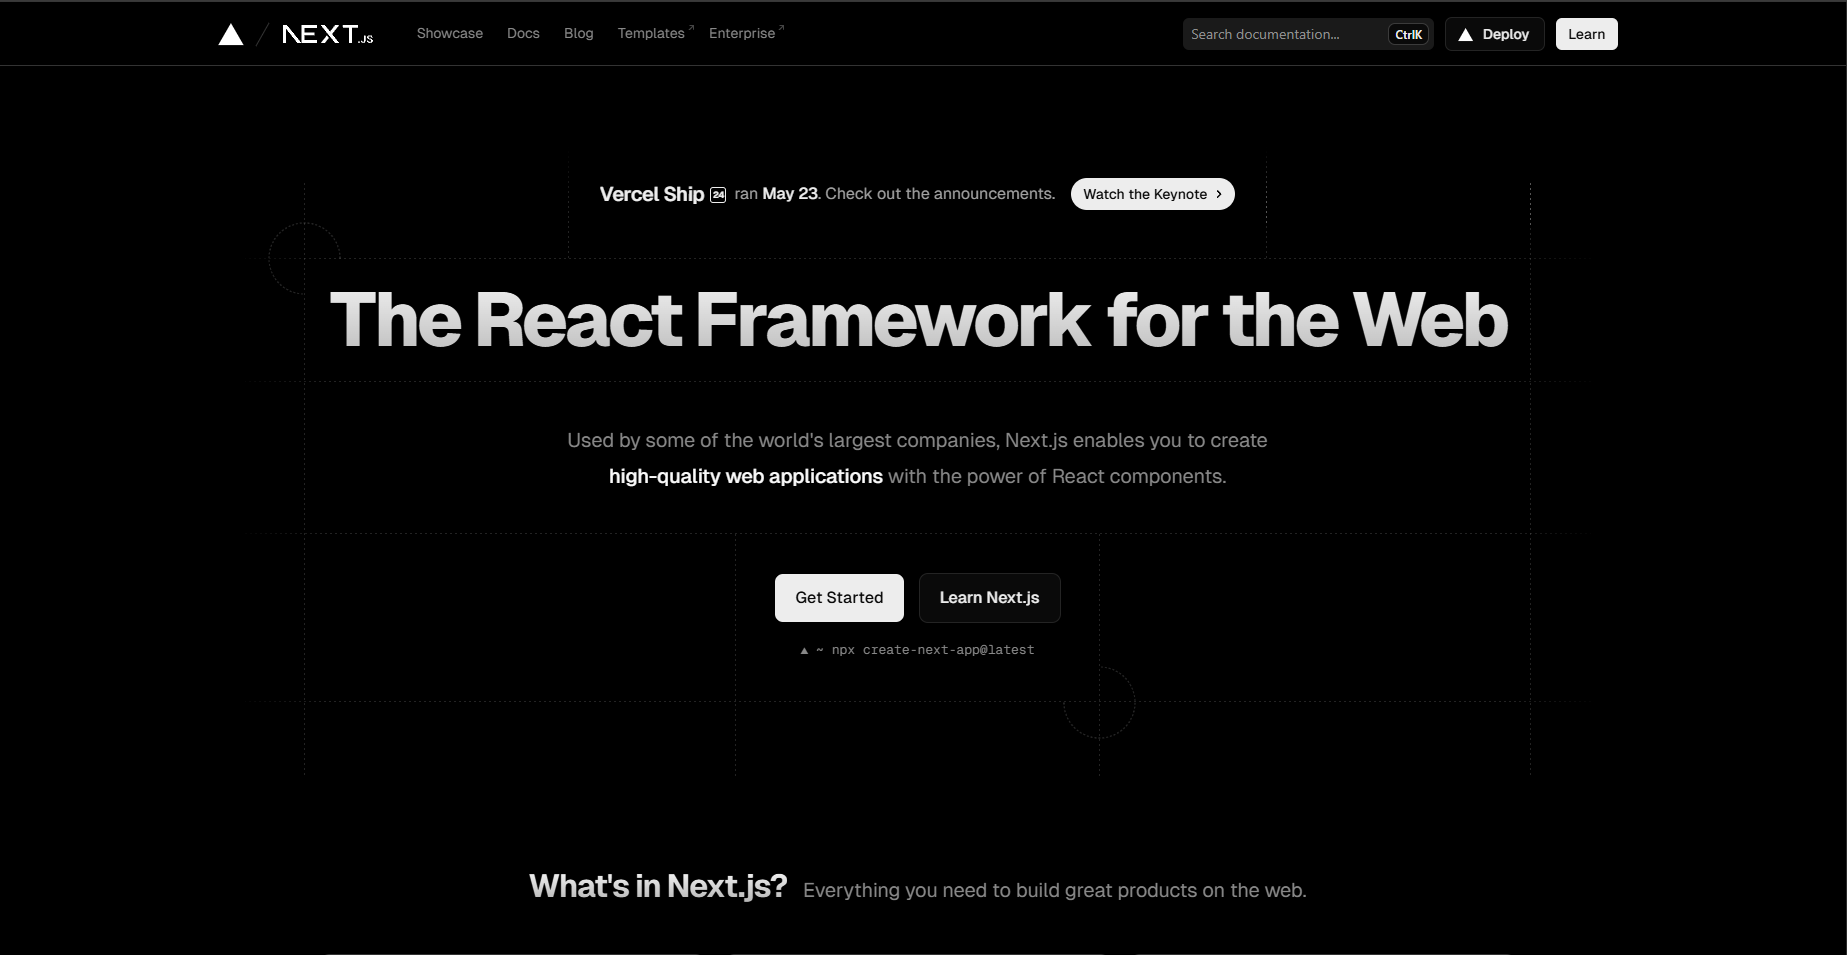 NEXT.JS Showcase Docs Blog Templates Enterprise Search documentation... CtrlK Deploy Learn
Vercel Ship 24 ran May 23. Check out the announcements. Watch the Keynote
The React Framework for the Web
Used by some of the world's largest companies, Next.js enables you to create
high-quality web applications with the power of React components.
Get Started Learn Next.js
▲ ~ npx create-next-app@latest
What's in Next.js? Everything you need to build great products on the web.